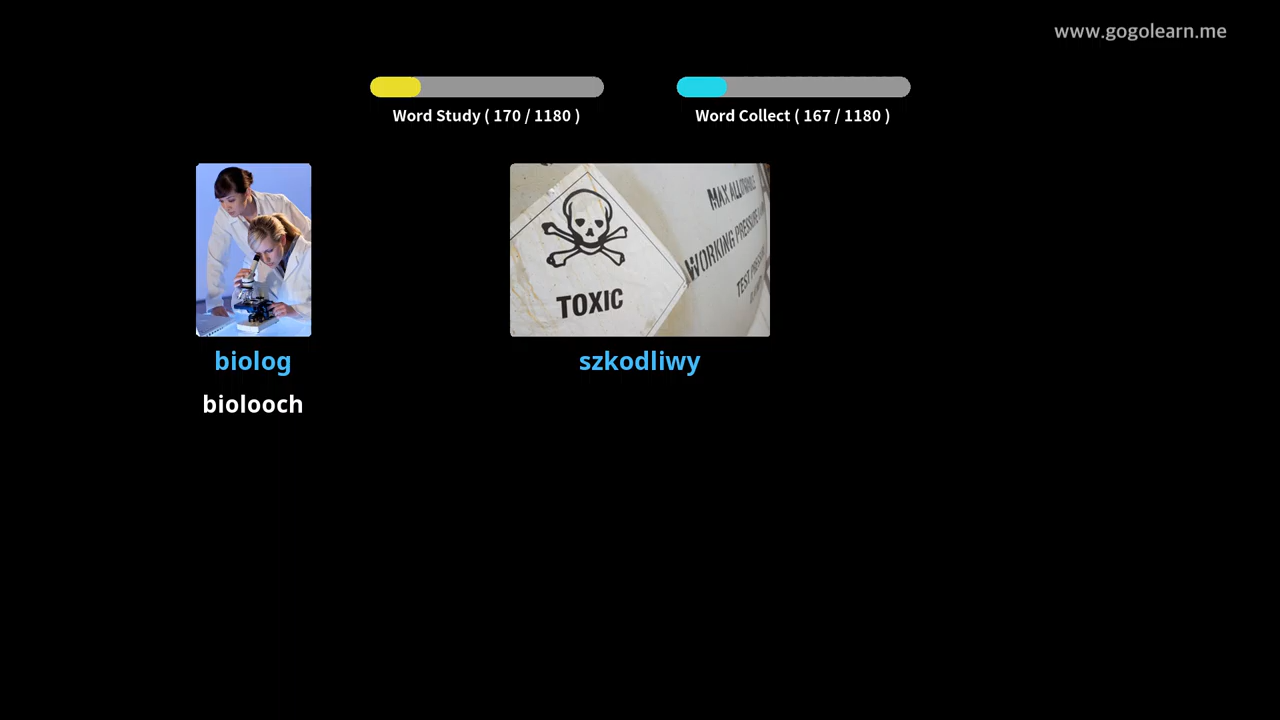 www.gogolearn.me
Word Study ( 170 / 1180 )
Word Collect ( 167 / 1180 )
MAX ALLOWABLE
WORKING PRESSURE
TEST
TOXIC
biolog
szkodliwy
biolooch